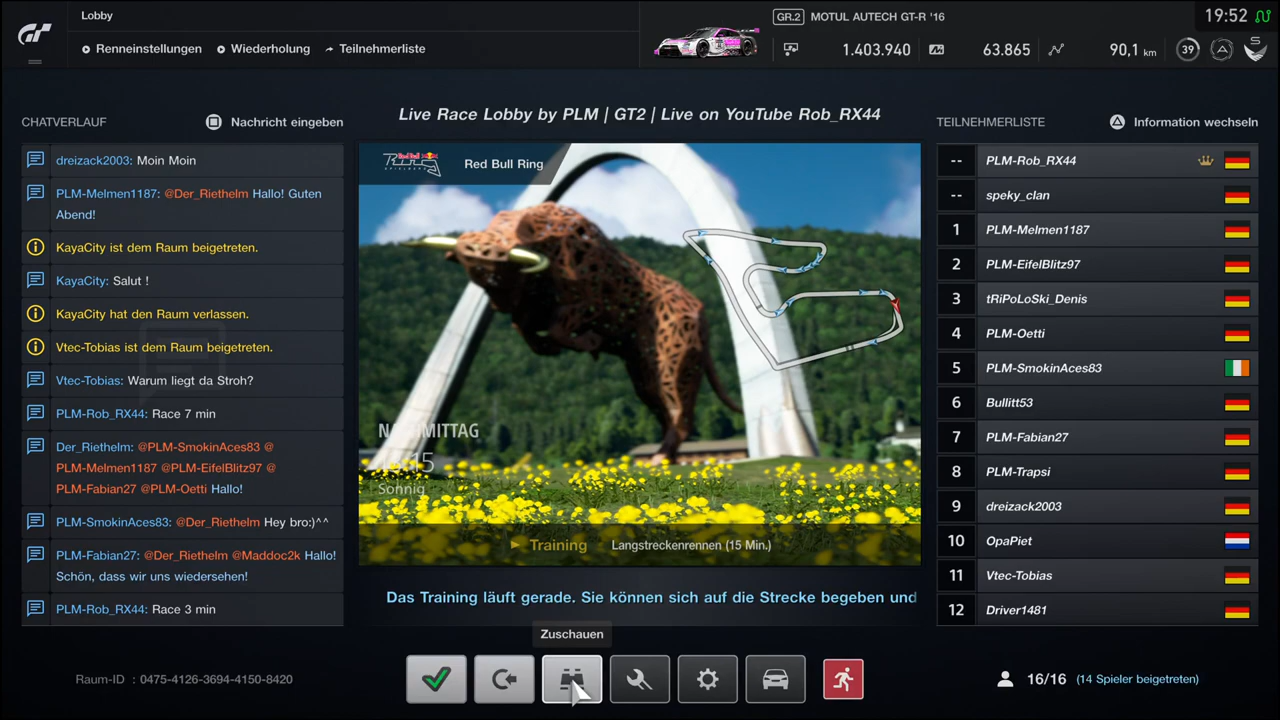 Lobby
Renneinstellungen Wiederholung Teilnehmerliste
GR.2 MOTUL AUTECH GT-R '16
1.403.940 63.865 90,1 km 39 S
19:52
CHATVERLAUF Nachricht eingeben
dreizack2003: Moin Moin
PLM-Melmen1187: @Der_Riethelm Hallo! Guten
Abend!
KayaCity ist dem Raum beigetreten.
KayaCity: Salut !
KayaCity hat den Raum verlassen.
Vtec-Tobias ist dem Raum beigetreten.
Vtec-Tobias: Warum liegt da Stroh?
PLM-Rob_RX44: Race 7 min
Der_Riethelm: @PLM-SmokinAces83 @
PLM-Melmen1187 @PLM-EifelBlitz97 @
PLM-Fabian27 @PLM-Oetti Hallo!
PLM-SmokinAces83: @Der_Riethelm Hey bro:)^^
PLM-Fabian27: @Der_Riethelm @Maddoc2k Hallo!
Schön, dass wir uns wiedersehen!
PLM-Rob_RX44: Race 3 min
Live Race Lobby by PLM | GT2 | Live on YouTube Rob_RX44
Red Bull Ring
Sonnig
Training Langstreckenrennen (15 Min.)
Das Training läuft gerade. Sie können sich auf die Strecke begeben und
Zuschauen
TEILNEHMERLISTE Information wechseln
-- PLM-Rob_RX44
-- speky_clan
1 PLM-Melmen1187
2 PLM-EifelBlitz97
3 tRiPoLoSki_Denis
4 PLM-Oetti
5 PLM-SmokinAces83
6 Bullitt53
7 PLM-Fabian27
8 PLM-Trapsi
9 dreizack2003
10 OpaPiet
11 Vtec-Tobias
12 Driver1481
Raum-ID : 0475-4126-3694-4150-8420
16/16 (14 Spieler beigetreten)